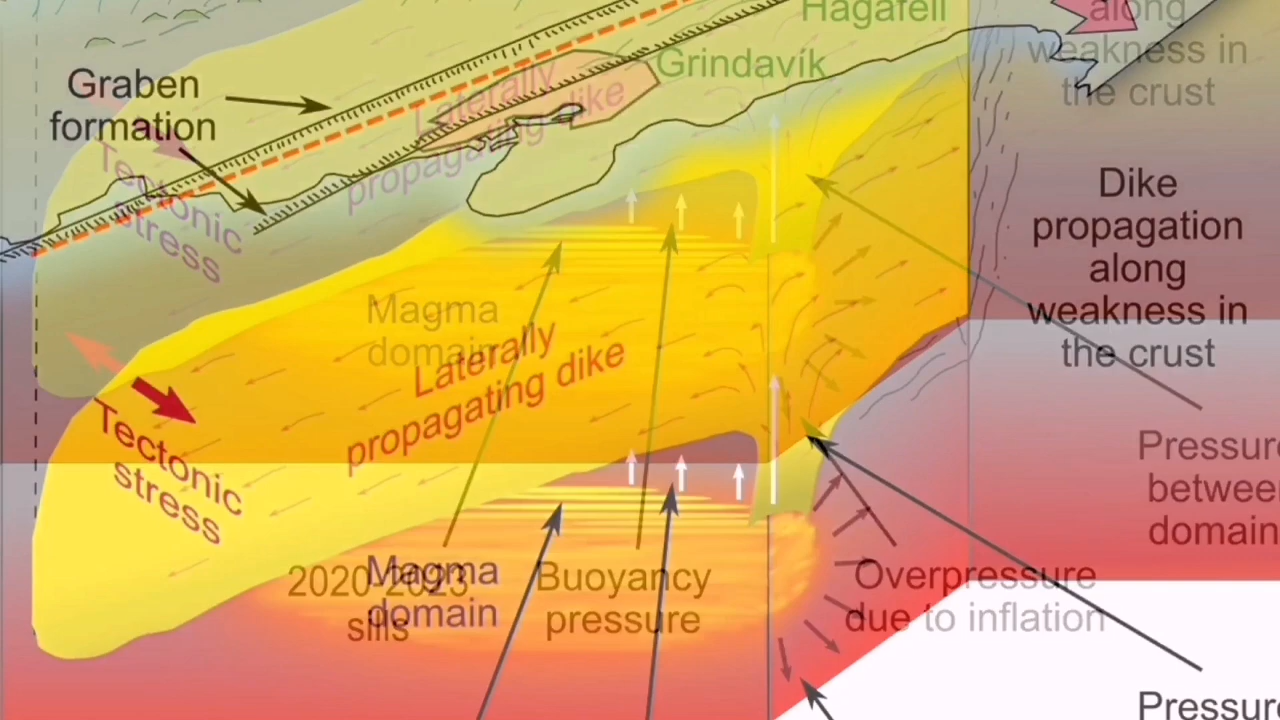 Hagafell
along
weakness in
the crust
Grindavík
Graben
formation
Laterally
propagating dike
Tectonic
stress
Dike
propagation
along
weakness in
the crust
Magma
domain
Laterally
propagating dike
Tectonic
stress
Pressure
between
domain
2020-2023
sills
Magma
domain
Buoyancy
pressure
Overpressure
due to inflation
Pressure